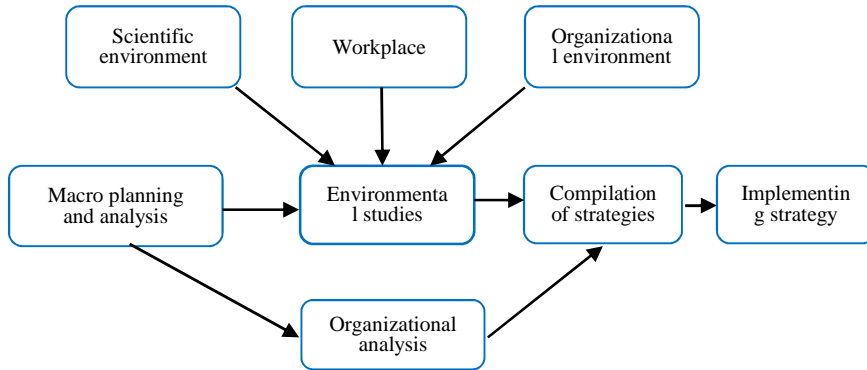 Scientific
environment
Workplace
Organizationa
l environment
Macro planning
and analysis
Environmenta
l studies
Compilation
of strategies
Implementin
g strategy
Organizational
analysis